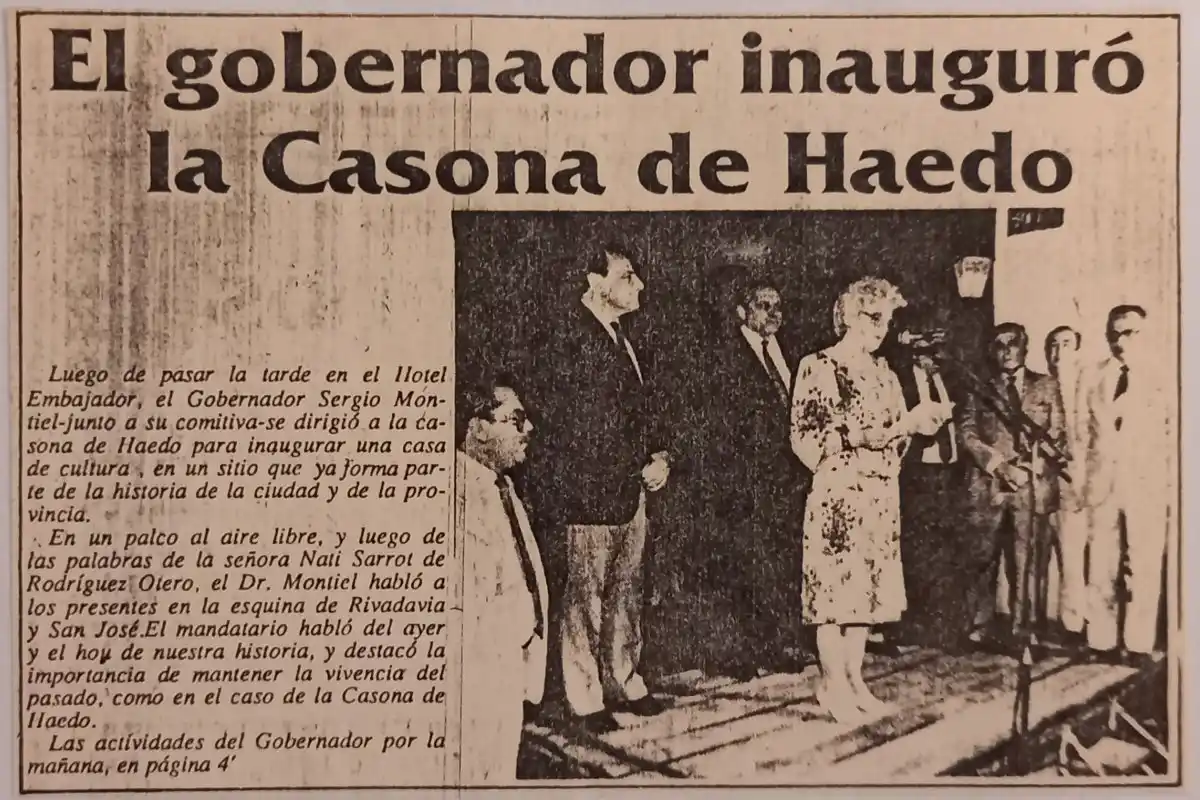 El gobernador inauguró
la Casona de Haedo
Luego de pasar la tarde en el Hotel
Embajador, el Gobernador Sergio Mon-
tiel-junto a su comitiva-se dirigió a la ca-
sona de Haedo para inaugurar una casa
de cultura , en un sitio que ya forma par-
te de la historia de la ciudad y de la pro-
vincia.
En un palco al aire libre, y luego de
las palabras de la señora Nati Sarrot de
Rodríguez Otero, el Dr. Montiel habló a
los presentes en la esquina de Rivadavia
y San José.El mandatario habló del ayer
y el hoy de nuestra historia, y destacó la
importancia de mantener la vivencia del
pasado, como en el caso de la Casona de
Haedo.
Las actividades del Gobernador por la
mañana, en página 4'